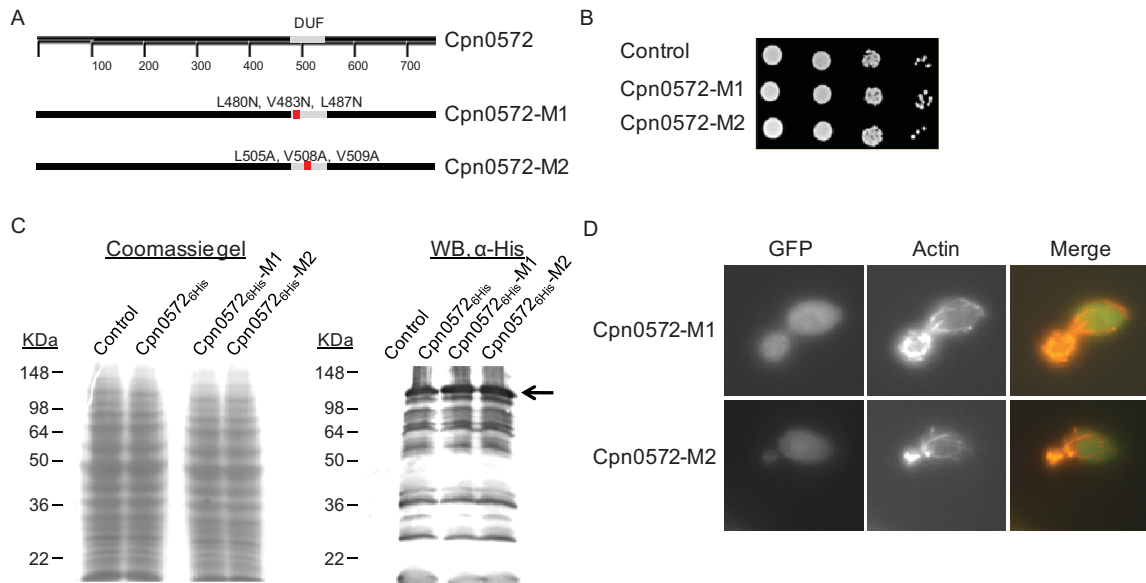 A
DUF
Cpn0572
100 200 300 400 500 600 700
L480N, V483N, L487N
Cpn0572-M1
L505A, V508A, V509A
Cpn0572-M2
B
Control
Cpn0572-M1
Cpn0572-M2
C
Coomassie gel
KDa
Control
Cpn05726His
Cpn05726His-M1
Cpn05726His-M2
148
98
64
50
36
22
WB, α-His
KDa
Control
Cpn05726His
Cpn05726His-M1
Cpn05726His-M2
148
98
64
50
36
22
D
GFP Actin Merge
Cpn0572-M1
Cpn0572-M2